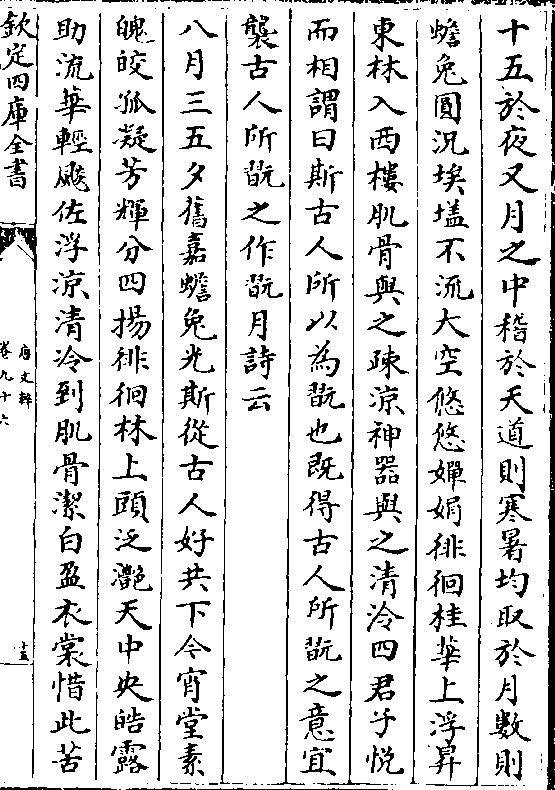 十五於夜又月之中稽於天道則寒暑均取於月數則
蟾兔圓況埃壒不流大空悠悠嬋娟徘徊桂華上浮昇
東林入西樓肌骨與之疎涼神器與之清泠四君子悅
而相謂曰斯古人所以為翫也既得古人所翫之意宜
襲古人所翫之作翫月詩云
八月三五夕舊嘉蟾兔光斯從古人好共下今宵堂素
魄皎孤凝芳輝分四揚徘徊林上頭泛灔天中央皓露
助流華輕飈佐浮涼清冷到肌骨潔白盈衣裳惜此苦
欽定四庫全書
唐文粹
卷九十六